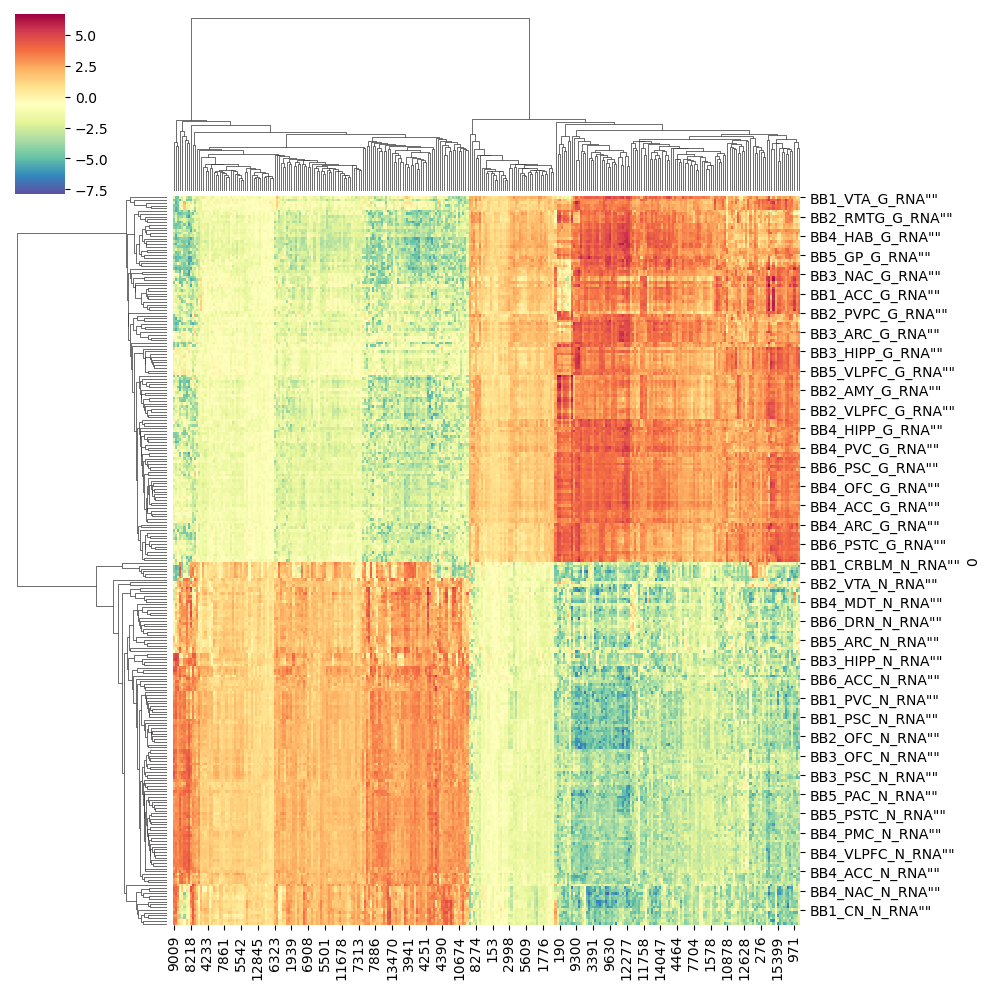 5.0
2.5
0.0
−2.5
−5.0
−7.5
BB1_VTA_G_RNA""
BB2_RMTG_G_RNA""
BB4_HAB_G_RNA""
BB5_GP_G_RNA""
BB3_NAC_G_RNA""
BB1_ACC_G_RNA""
BB2_PVPC_G_RNA""
BB3_ARC_G_RNA""
BB3_HIPP_G_RNA""
BB5_VLPFC_G_RNA""
BB2_AMY_G_RNA""
BB2_VLPFC_G_RNA""
BB4_HIPP_G_RNA""
BB4_PVC_G_RNA""
BB6_PSC_G_RNA""
BB4_OFC_G_RNA""
BB4_ACC_G_RNA""
BB4_ARC_G_RNA""
BB6_PSTC_G_RNA""
BB1_CRBLM_N_RNA""
BB2_VTA_N_RNA""
BB4_MDT_N_RNA""
BB6_DRN_N_RNA""
BB5_ARC_N_RNA""
BB3_HIPP_N_RNA""
BB6_ACC_N_RNA""
BB1_PVC_N_RNA""
BB1_PSC_N_RNA""
BB2_OFC_N_RNA""
BB3_OFC_N_RNA""
BB3_PSC_N_RNA""
BB5_PAC_N_RNA""
BB5_PSTC_N_RNA""
BB4_PMC_N_RNA""
BB4_VLPFC_N_RNA""
BB4_ACC_N_RNA""
BB4_NAC_N_RNA""
BB1_CN_N_RNA""
0
9009
8218
4233
7861
5542
12845
6323
1939
6908
5501
11678
7313
7886
13470
3941
4251
4390
10674
8274
153
2998
5609
1776
190
9300
3391
9630
12277
11758
14047
4464
7704
1578
10878
12628
276
15399
971